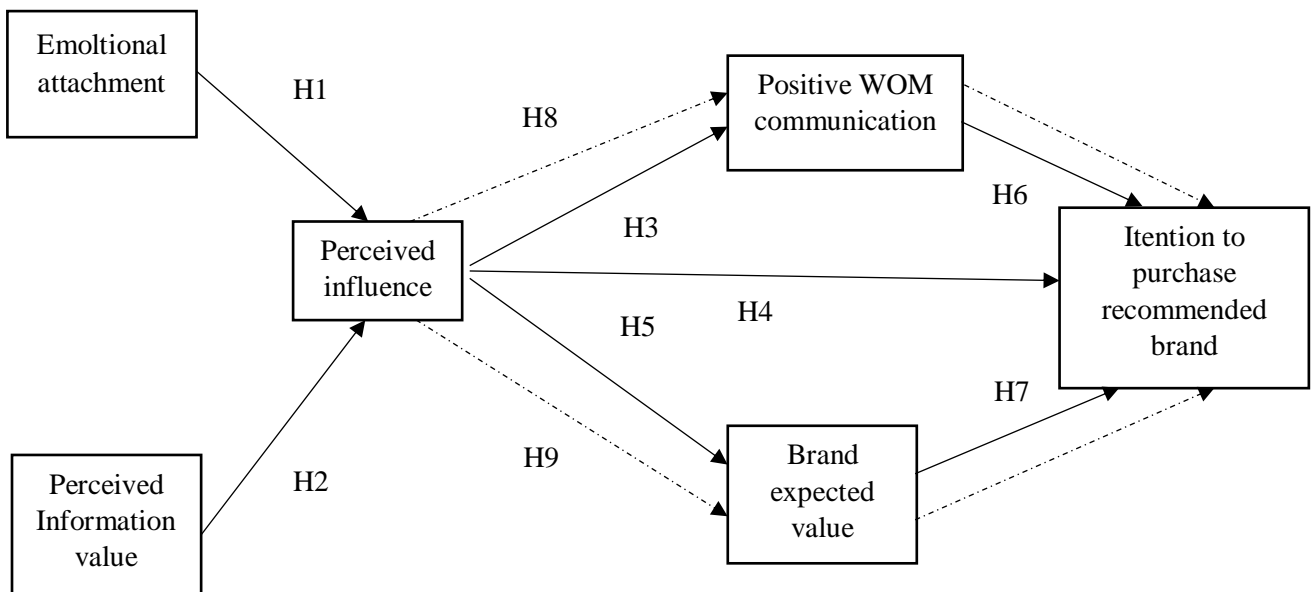 Emoltional
attachment
H1
H8
Positive WOM
communication
H6
H3
Perceived
influence
Itention to
purchase
recommended
brand
H4
H5
H7
H9
H2
Perceived
Information
value
Brand
expected
value